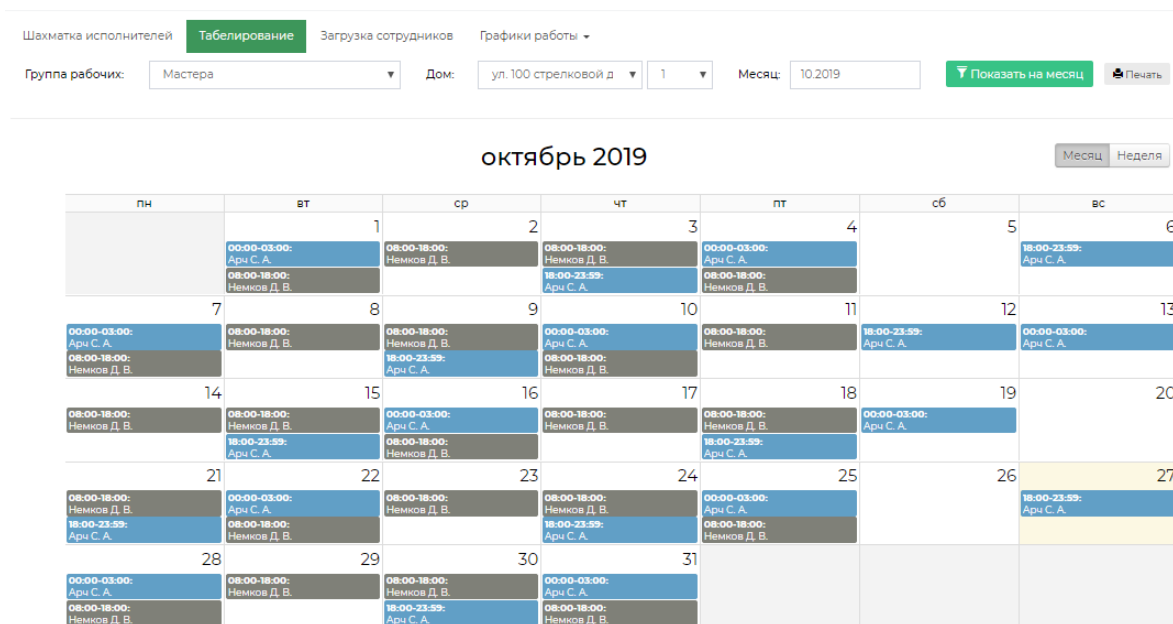 Шахматка исполнителей Табелирование Загрузка сотрудников Графики работы
Группа рабочих: Мастера Дом: ул. 100 стрелковой д 1 Месяц: 10.2019 Показать на месяц Печать
октябрь 2019 Месяц Неделя
пн вт ср чт пт сб вс
1 2 3 4 5 6
00:00-03:00: 08:00-18:00: 08:00-18:00: 00:00-03:00: 18:00-23:59:
Арч С. А. Немков Д. В. Немков Д. В. Арч С. А. Арч С. А.
08:00-18:00: 18:00-23:59: 08:00-18:00:
Немков Д. В. Арч С. А. Немков Д. В.
7 8 9 10 11 12 13
00:00-03:00: 08:00-18:00: 08:00-18:00: 00:00-03:00: 08:00-18:00: 18:00-23:59: 00:00-03:00:
Арч С. А. Немков Д. В. Немков Д. В. Арч С. А. Немков Д. В. Арч С. А. Арч С. А.
08:00-18:00: 18:00-23:59: 08:00-18:00:
Немков Д. В. Арч С. А. Немков Д. В.
14 15 16 17 18 19 20
08:00-18:00: 08:00-18:00: 00:00-03:00: 08:00-18:00: 08:00-18:00: 00:00-03:00:
Немков Д. В. Немков Д. В. Арч С. А. Немков Д. В. Немков Д. В. Арч С. А.
18:00-23:59: 08:00-18:00: 18:00-23:59:
Арч С. А. Немков Д. В. Арч С. А.
21 22 23 24 25 26 27
08:00-18:00: 00:00-03:00: 08:00-18:00: 08:00-18:00: 00:00-03:00: 18:00-23:59:
Немков Д. В. Арч С. А. Немков Д. В. Немков Д. В. Арч С. А. Арч С. А.
18:00-23:59: 08:00-18:00: 18:00-23:59: 08:00-18:00:
Арч С. А. Немков Д. В. Арч С. А. Немков Д. В.
28 29 30 31
00:00-03:00: 08:00-18:00: 08:00-18:00: 00:00-03:00:
Арч С. А. Немков Д. В. Немков Д. В. Арч С. А.
08:00-18:00: 18:00-23:59: 08:00-18:00:
Немков Д. В. Арч С. А. Немков Д. В.